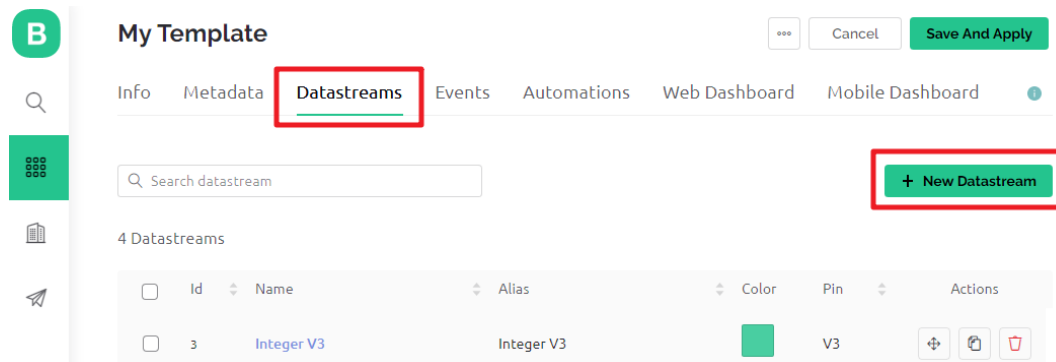 B
My Template
Cancel
Save And Apply
Info Metadata Datastreams Events Automations Web Dashboard Mobile Dashboard
Search datastream
+ New Datastream
4 Datastreams
Id Name Alias Color Pin Actions
3 Integer V3 Integer V3 V3